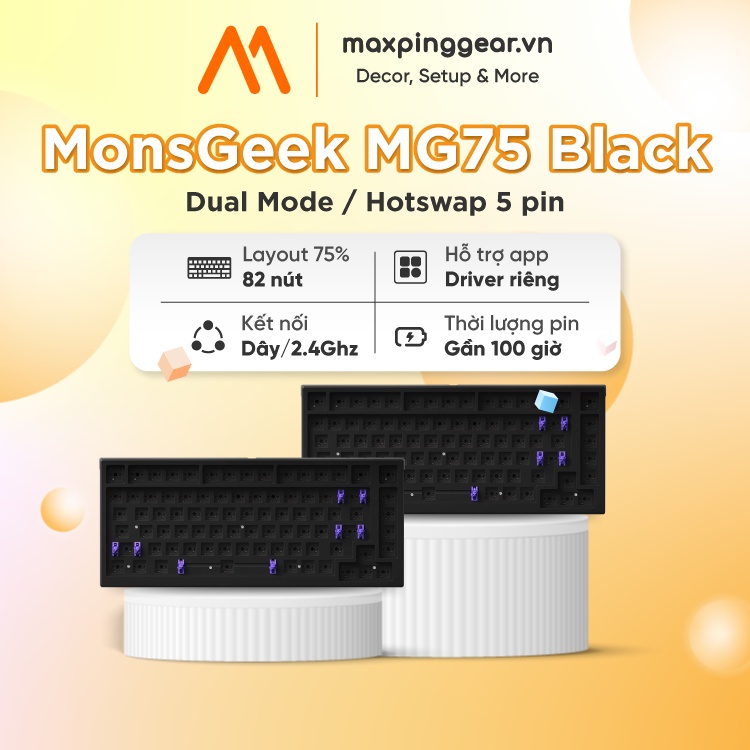 maxpinggear.vn
Decor, Setup & More
MonsGeek MG75 Black
Dual Mode / Hotswap 5 pin
Layout 75%
82 nút
Hỗ trợ app
Driver riêng
Kết nối
Dây/2.4Ghz
Thời lượng pin
Gần 100 giờ